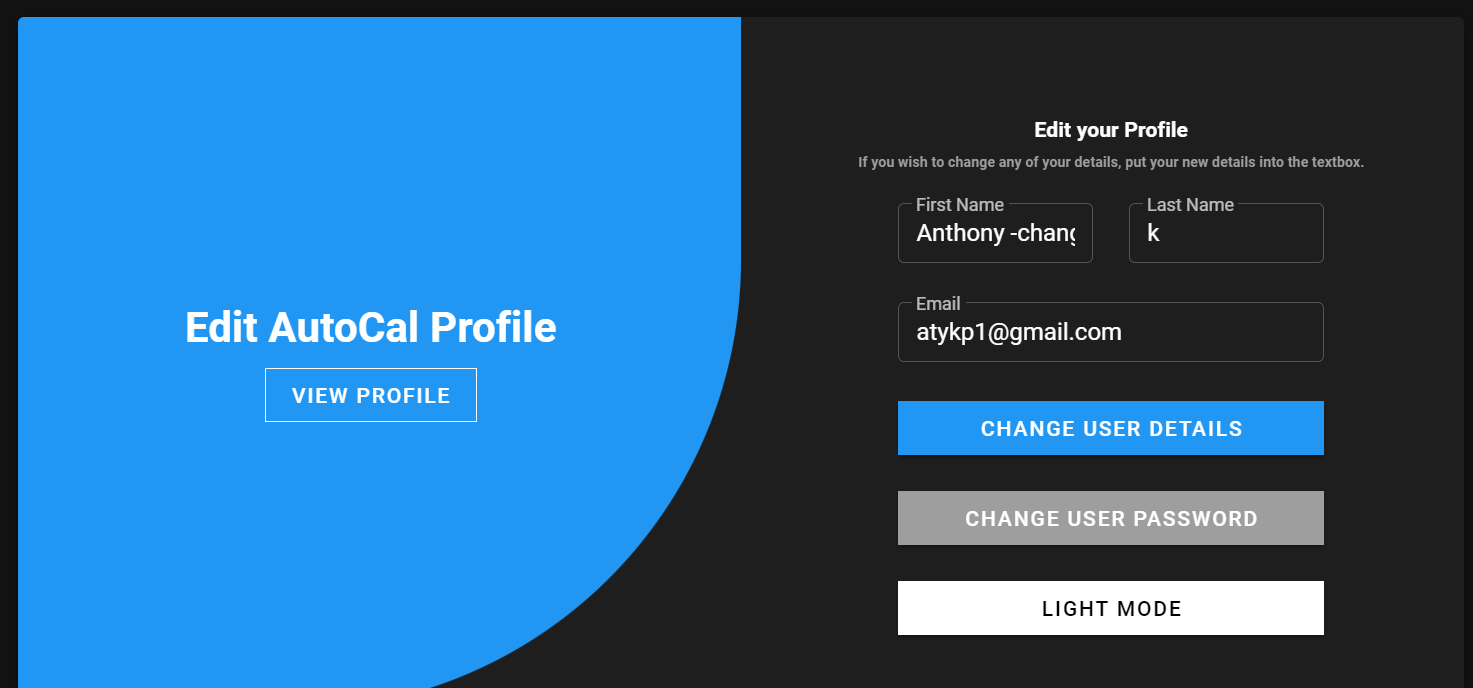 Edit AutoCal Profile
VIEW PROFILE
Edit your Profile
If you wish to change any of your details, put your new details into the textbox.
First Name
Last Name
Anthony -chang
k
Email
atykp1@gmail.com
CHANGE USER DETAILS
CHANGE USER PASSWORD
LIGHT MODE